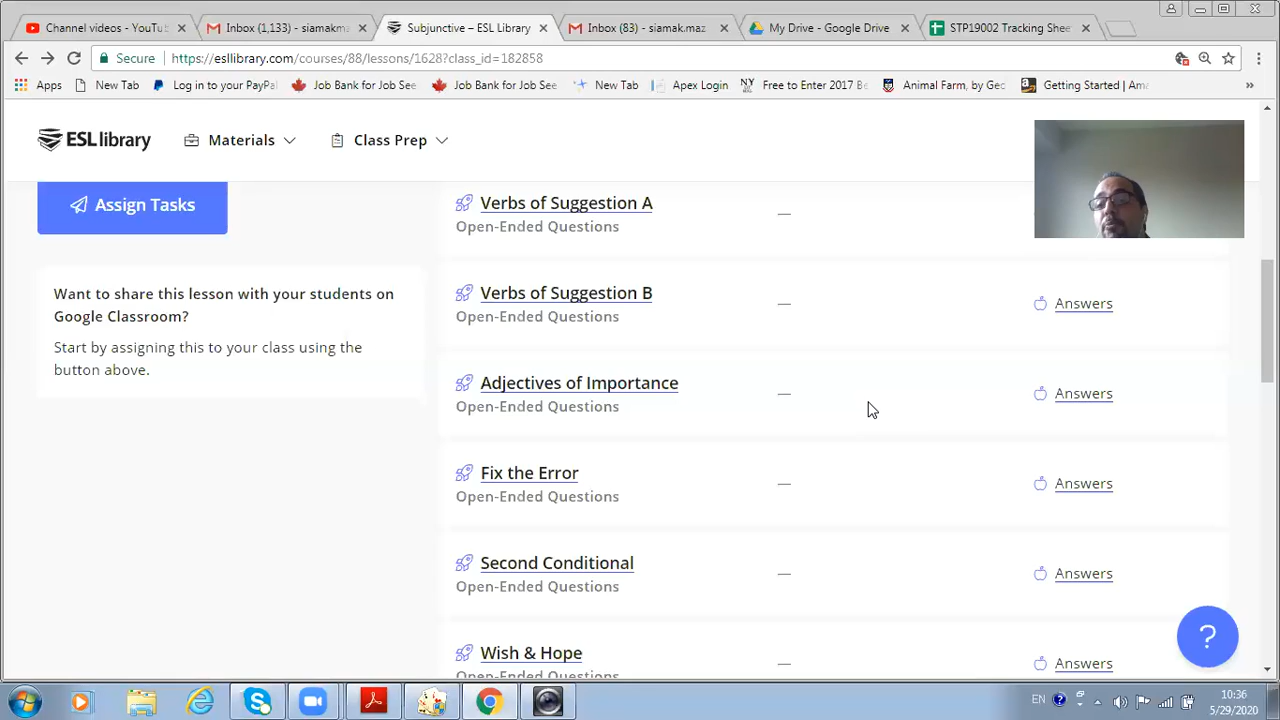 Channel videos - YouTu
Inbox (1,133) - siamakm
Subjunctive – ESL Library
Inbox (83) - siamak.maz
My Drive - Google Drive
STP19002 Tracking Shee
Secure
https://esllibrary.com/courses/88/lessons/1628?class_id=182858
Apps
New Tab
Log in to your PayPal
Job Bank for Job See
Job Bank for Job See
New Tab
Apex Login
NY Free to Enter 2017 Be
Animal Farm, by Geo
Getting Started | Ama
»
ESL library
Materials
Class Prep
Assign Tasks
Verbs of Suggestion A
Open-Ended Questions
—
Want to share this lesson with your students on
Google Classroom?
Start by assigning this to your class using the
button above.
Verbs of Suggestion B
Open-Ended Questions
—
Answers
Adjectives of Importance
Open-Ended Questions
—
Answers
Fix the Error
Open-Ended Questions
—
Answers
Second Conditional
Open-Ended Questions
—
Answers
Wish & Hope
Open-Ended Questions
—
Answers
?
EN
10:36
5/29/2020